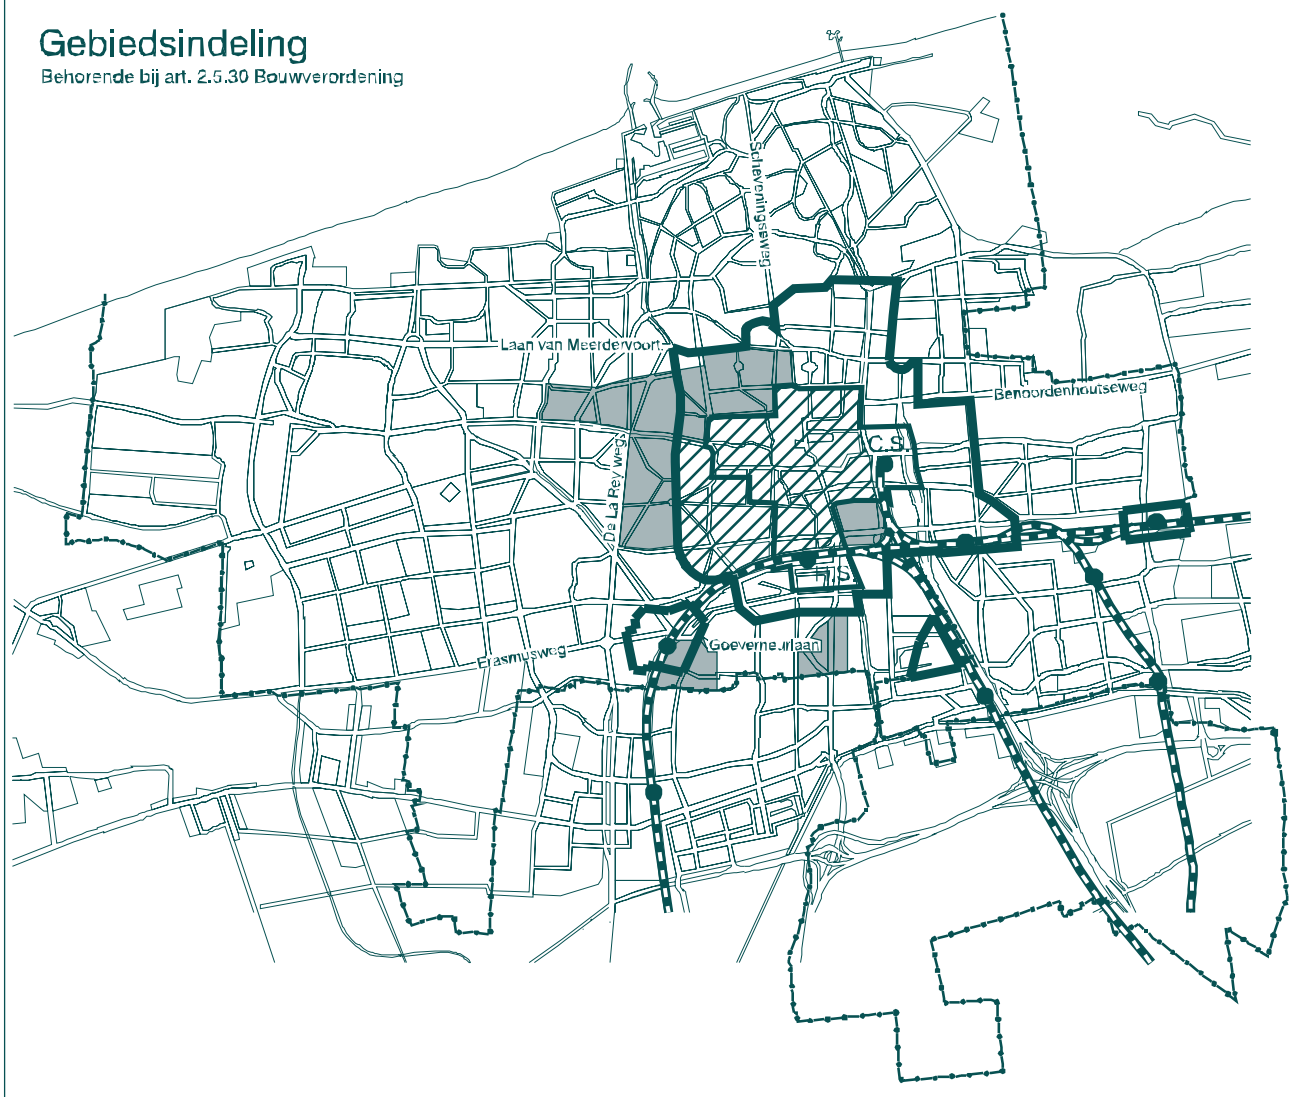 Gebiedsindeling
Behorende bij art. 2.5.30 Bouwverordening
Scheveningseweg
Laan van Meerdervoort
Benoordenhoutseweg
De La Reyweg
C.S.
H.S.
Goeverneurlaan
Erasmusweg